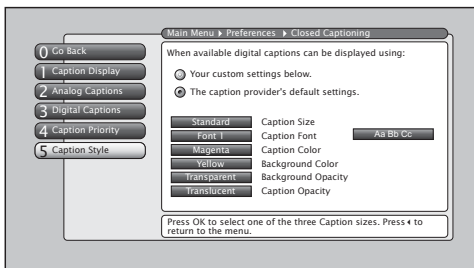 Main Menu ▸ Preferences ▸ Closed Captioning
0 Go Back
1 Caption Display
2 Analog Captions
3 Digital Captions
4 Caption Priority
5 Caption Style
When available digital captions can be displayed using:
Your custom settings below.
The caption provider's default settings.
Standard Caption Size
Font 1 Caption Font Aa Bb Cc
Magenta Caption Color
Yellow Background Color
Transparent Background Opacity
Translucent Caption Opacity
Press OK to select one of the three Caption sizes. Press ◂ to
return to the menu.